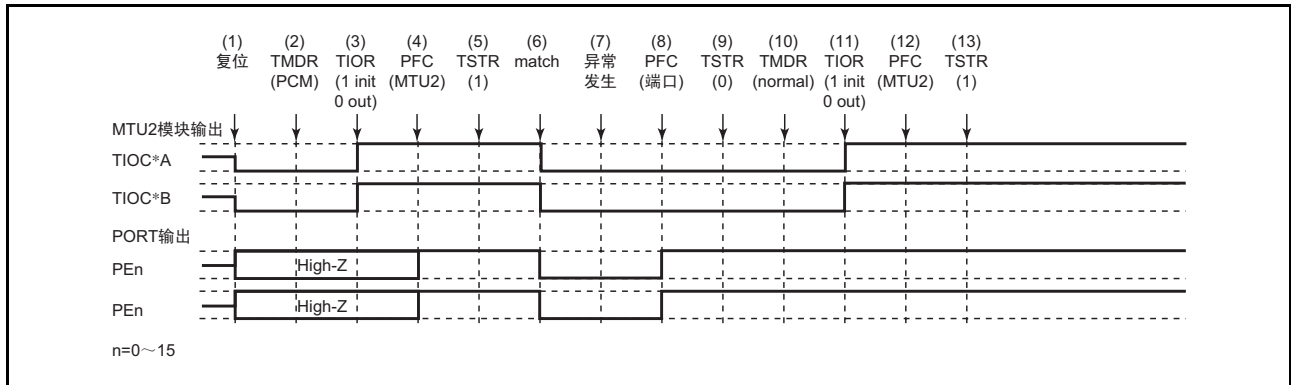 (1) (2) (3) (4) (5) (6) (7) (8) (9) (10) (11) (12) (13)
复位 TMDR TIOR PFC TSTR match 异常 PFC TSTR TMDR TIOR PFC TSTR
(PCM) (1 init (MTU2) (1) 发生 (端口) (0) (normal) (1 init (MTU2) (1)
0 out) 0 out)
MTU2模块输出
TIOC*A
TIOC*B
PORT输出
PEn High-Z
PEn High-Z
n=0～15